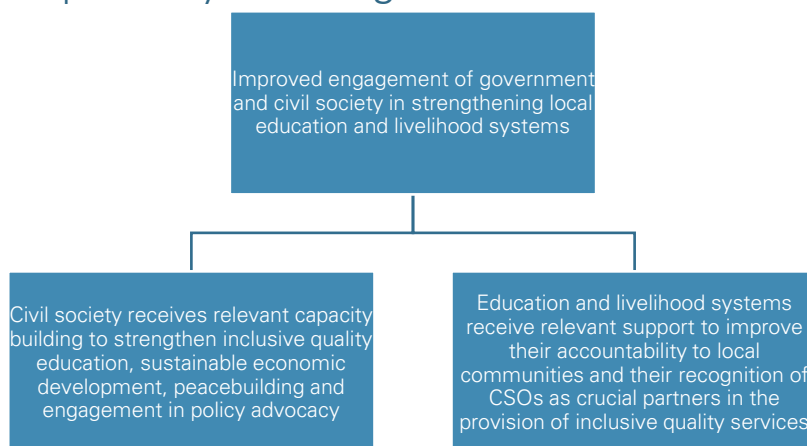 Improved engagement of government
and civil society in strengthening local
education and livelihood systems
Civil society receives relevant capacity
building to strengthen inclusive quality
education, sustainable economic
development, peacebuilding and
engagement in policy advocacy
Education and livelihood systems
receive relevant support to improve
their accountability to local
communities and their recognition of
CSOs as crucial partners in the
provision of inclusive quality services